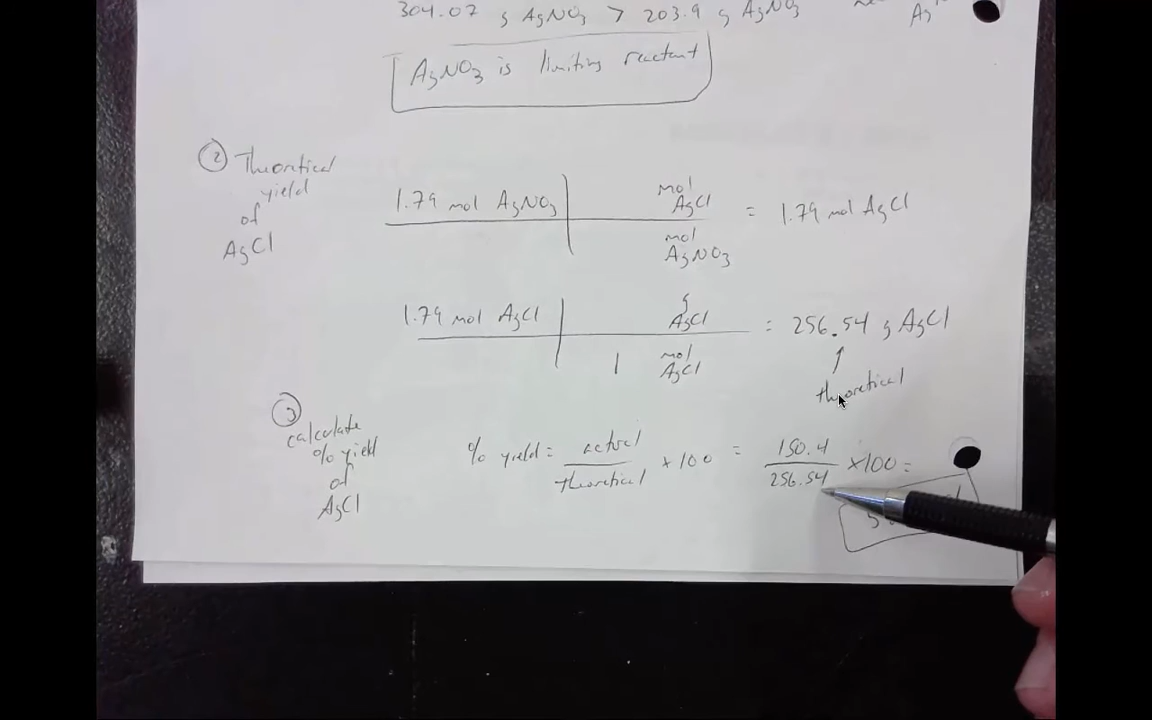 304.07 g AgNO3 > 203.9 g AgNO3
Ag
AgNO3 is limiting reactant
② Theoretical
yield
of
AgCl
1.79 mol AgNO3 | mol AgCl = 1.79 mol AgCl
mol AgNO3
1.79 mol AgCl | g AgCl = 256.54 g AgCl
1 mol AgCl
↑
theoretical
③
calculate
% yield
of
AgCl
% yield = actual / theoretical × 100 = 150.4 / 256.54 × 100 =
5